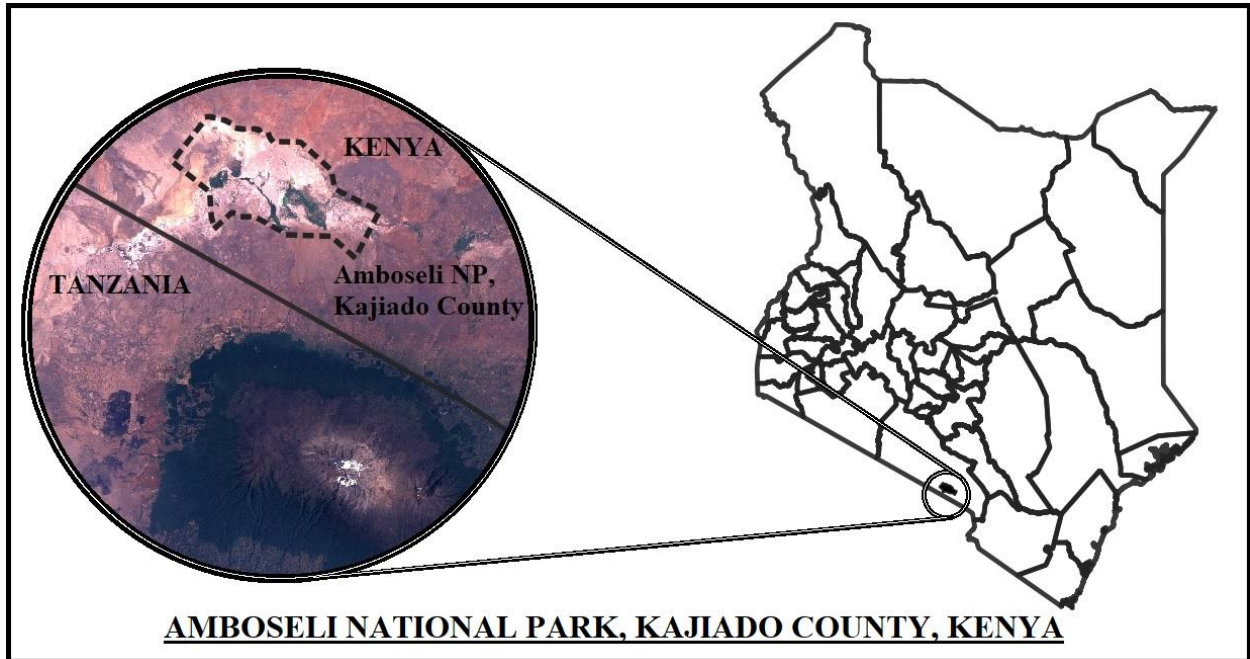 KENYA
TANZANIA
Amboseli NP,
Kajiado County
AMBOSELI NATIONAL PARK, KAJIADO COUNTY, KENYA